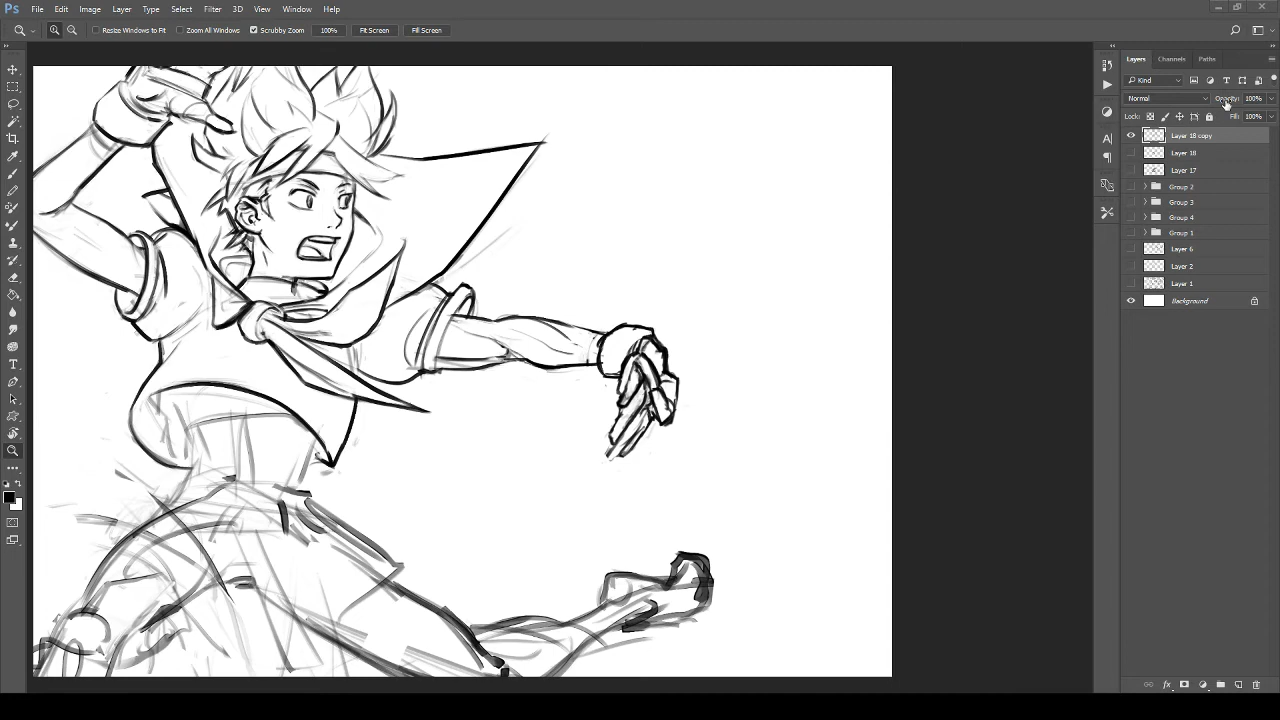 Ps File Edit Image Layer Type Select Filter 3D View Window Help
Resize Windows to Fit Zoom All Windows Scrubby Zoom 100% Fit Screen Fill Screen
Layers Channels Paths
Kind
Normal Opacity: 100%
Lock: Fill: 100%
Layer 18 copy
Layer 18
Layer 17
Group 2
Group 3
Group 4
Group 1
Layer 6
Layer 2
Layer 1
Background